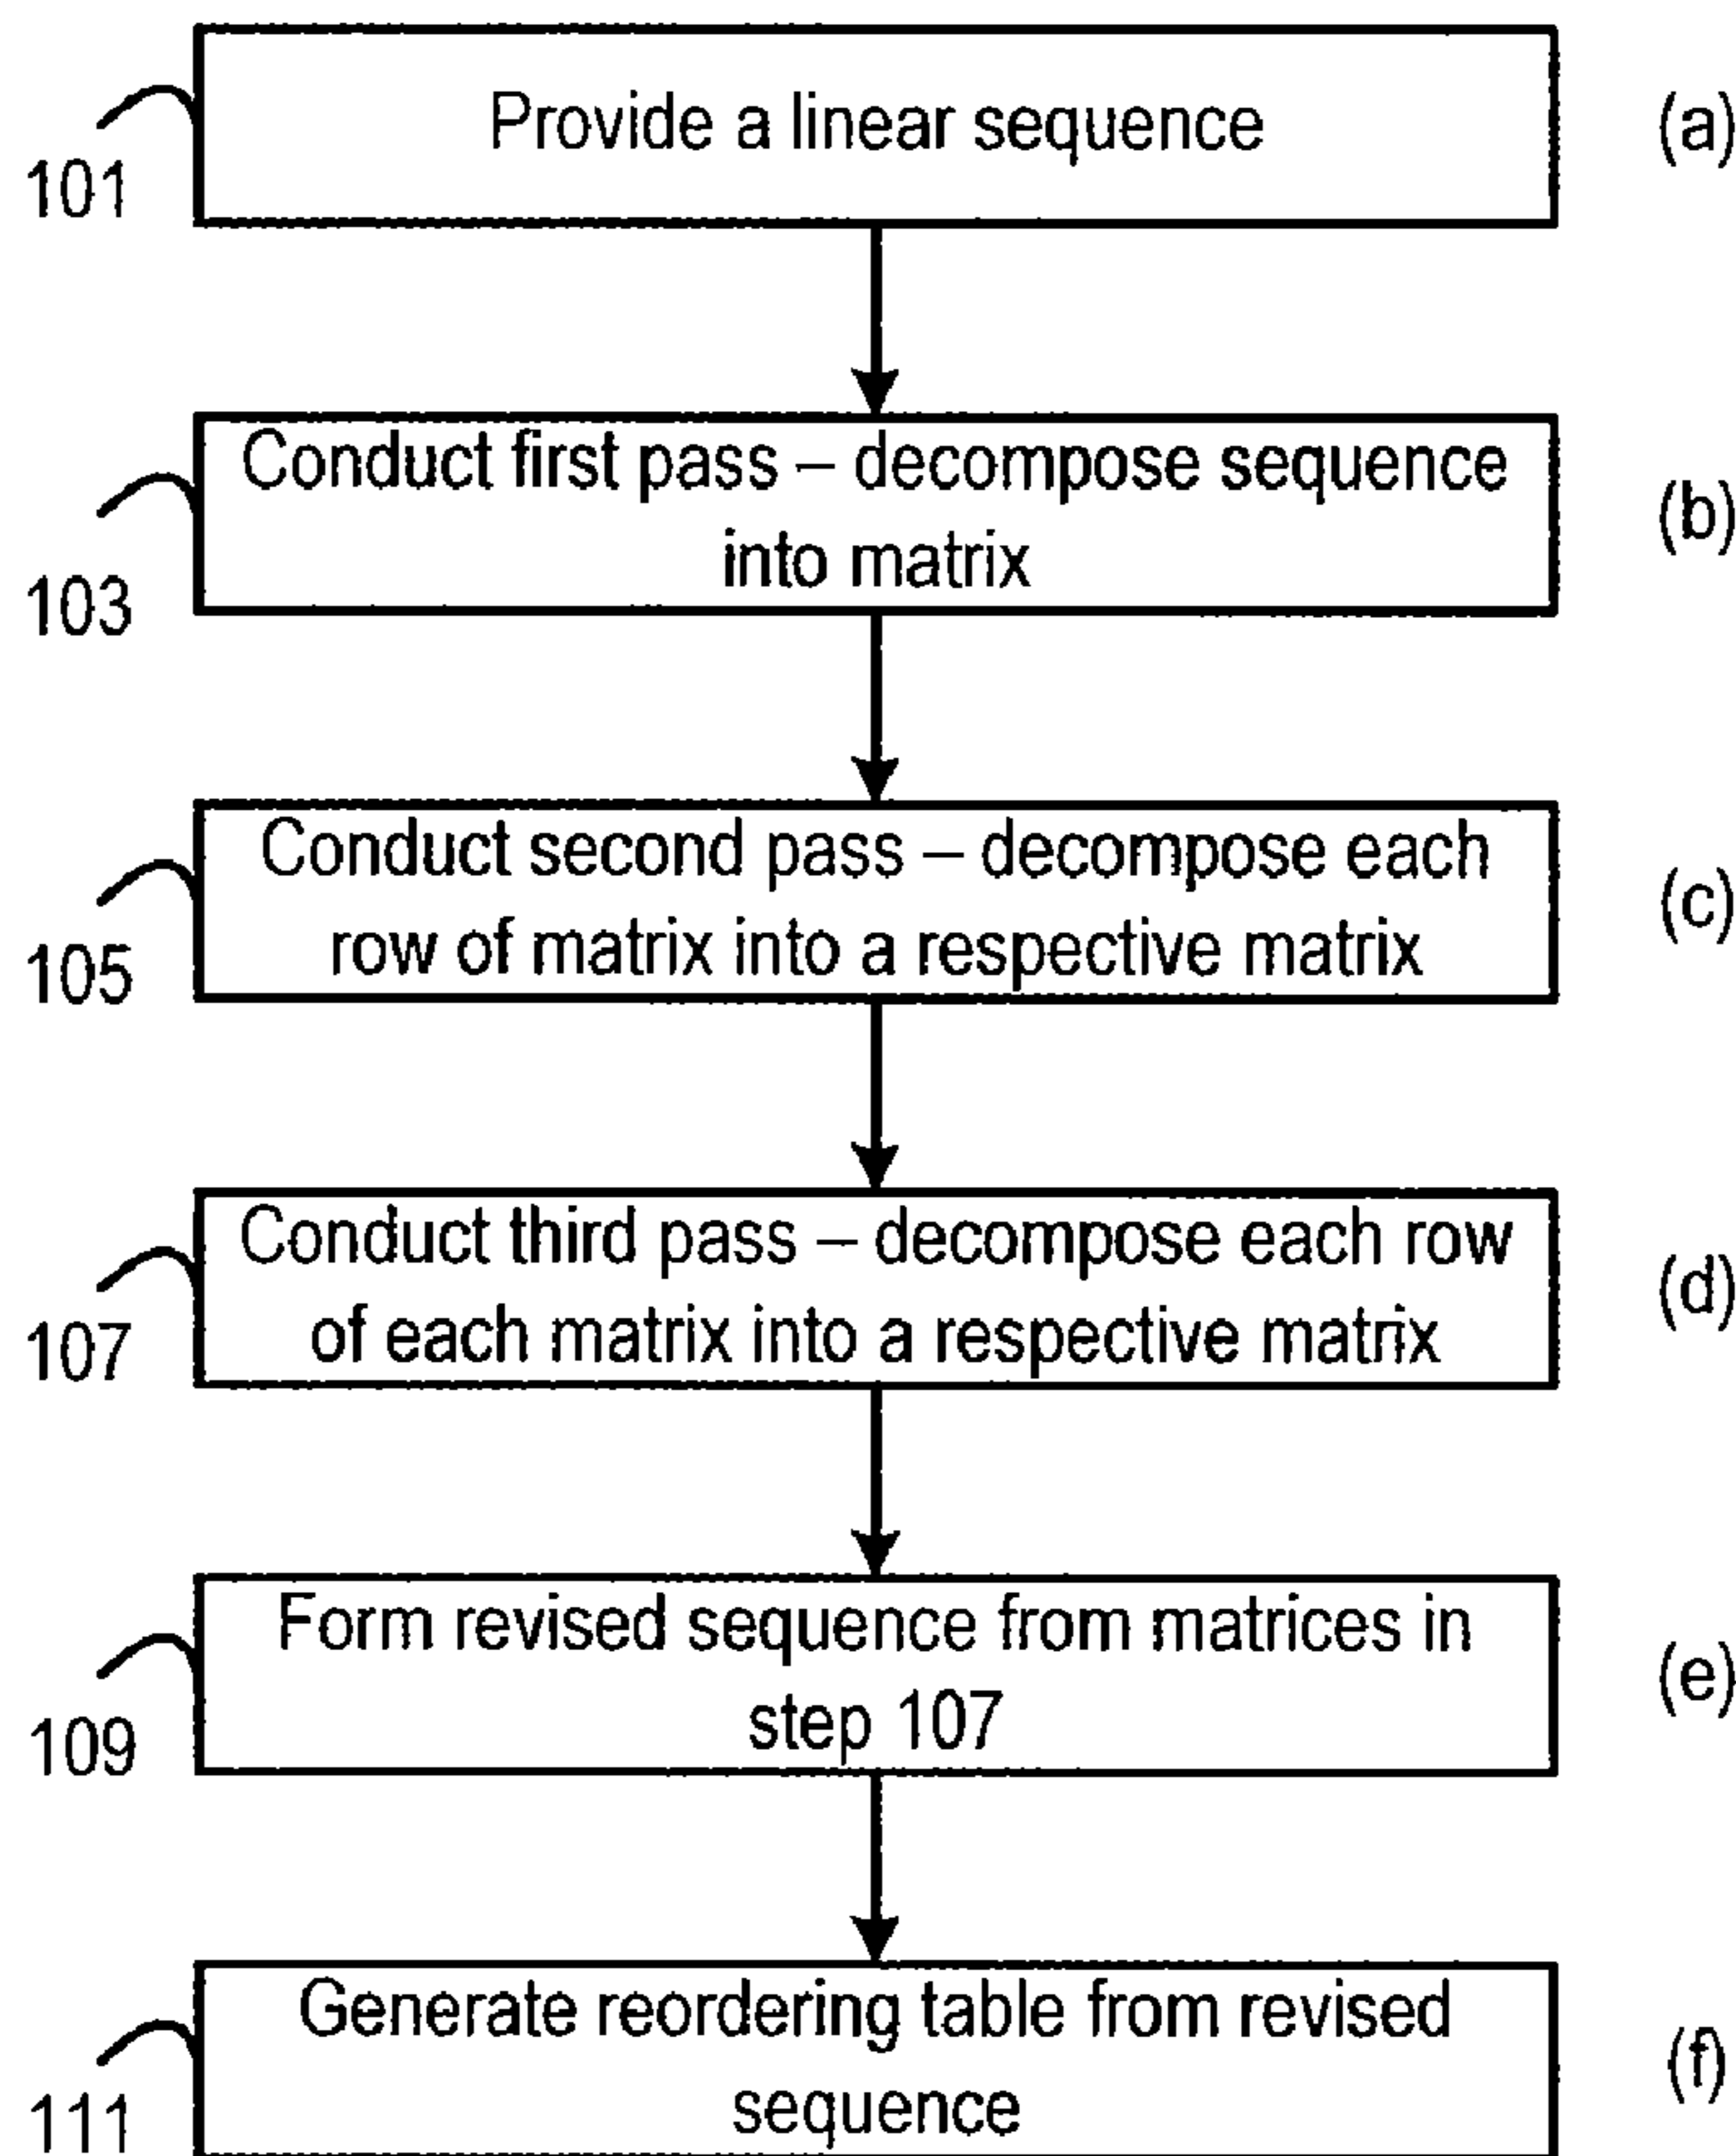 Provide a linear sequence
(a)
101
Conduct first pass – decompose sequence
into matrix
(b)
103
Conduct second pass – decompose each
row of matrix into a respective matrix
(c)
105
Conduct third pass – decompose each row
of each matrix into a respective matrix
(d)
107
Form revised sequence from matrices in
step 107
(e)
109
Generate reordering table from revised
sequence
(f)
111